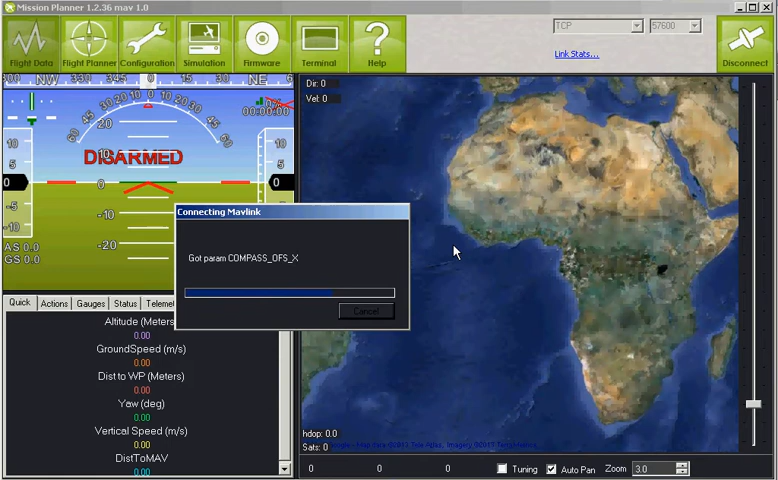 Mission Planner 1.2.36 mav 1.0
Flight Data
Flight Planner
Configuration
Simulation
Firmware
Terminal
Help
TCP
57600
Link Stats...
Disconnect
NW
0
15
30
NE
DISARMED
00:00:00
20
10
0
-10
-20
AS 0.0
GS 0.0
Dir: 0
Vel: 0
Connecting Mavlink
Got param COMPASS_OFS_X
Cancel
Quick
Actions
Gauges
Status
Altitude (Meters
0.00
GroundSpeed (m/s)
0.00
Dist to WP (Meters)
0.00
Yaw (deg)
0.00
Vertical Speed (m/s)
0.00
DistToMAV
0.00
hdop: 0.0
Sats: 0
0 0 0 Tuning Auto Pan Zoom 3.0